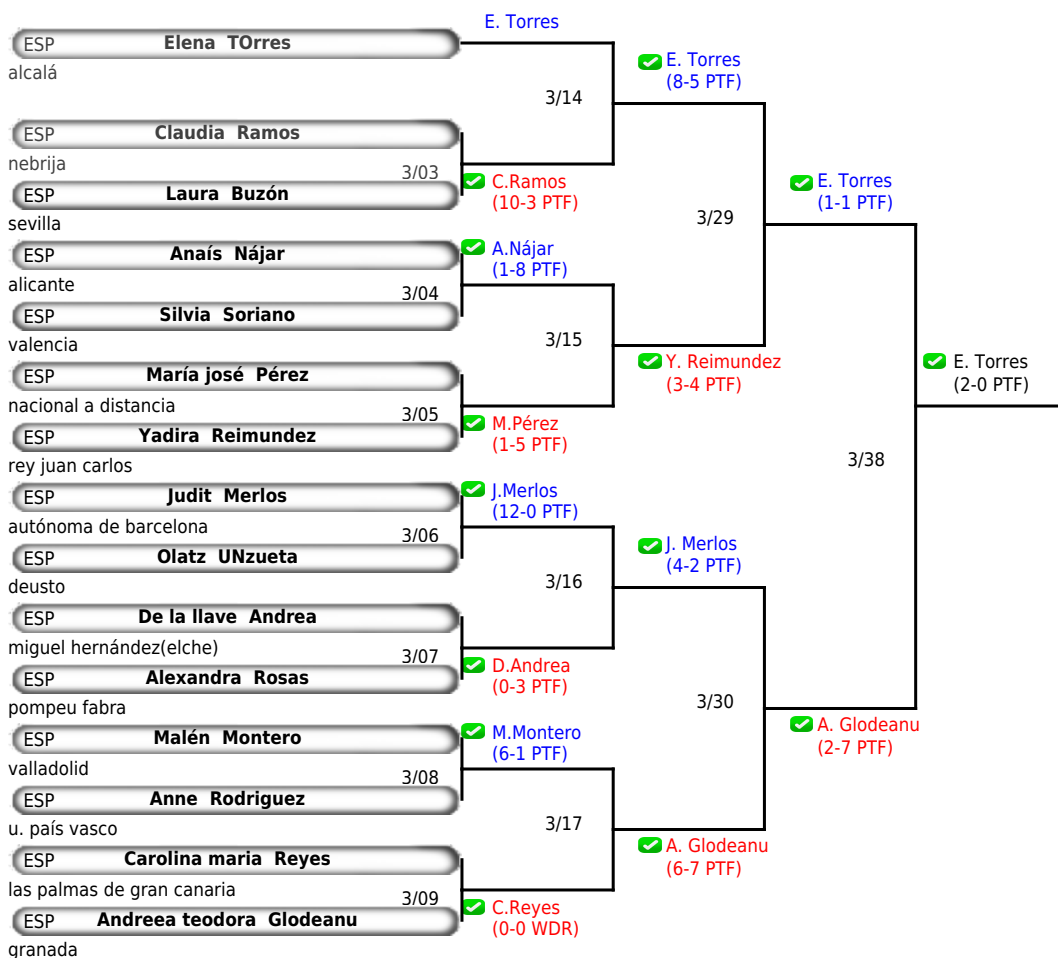 E. Torres
ESP Elena TOrres
alcalá
E. Torres
(8-5 PTF)
3/14
ESP Claudia Ramos
nebrija
3/03
C.Ramos
(10-3 PTF)
ESP Laura Buzón
sevilla
E. Torres
(1-1 PTF)
3/29
ESP Anaís Nájar
alicante
A.Nájar
(1-8 PTF)
3/04
ESP Silvia Soriano
valencia
3/15
Y. Reimundez
(3-4 PTF)
ESP María josé Pérez
nacional a distancia
3/05
M.Pérez
(1-5 PTF)
ESP Yadira Reimundez
rey juan carlos
E. Torres
(2-0 PTF)
3/38
ESP Judit Merlos
autónoma de barcelona
J.Merlos
(12-0 PTF)
3/06
ESP Olatz UNzueta
deusto
J. Merlos
(4-2 PTF)
3/16
ESP De la llave Andrea
miguel hernández(elche)
3/07
D.Andrea
(0-3 PTF)
ESP Alexandra Rosas
pompeu fabra
3/30
A. Glodeanu
(2-7 PTF)
ESP Malén Montero
valladolid
M.Montero
(6-1 PTF)
3/08
ESP Anne Rodriguez
u. país vasco
3/17
A. Glodeanu
(6-7 PTF)
ESP Carolina maria Reyes
las palmas de gran canaria
3/09
C.Reyes
(0-0 WDR)
ESP Andreea teodora Glodeanu
granada